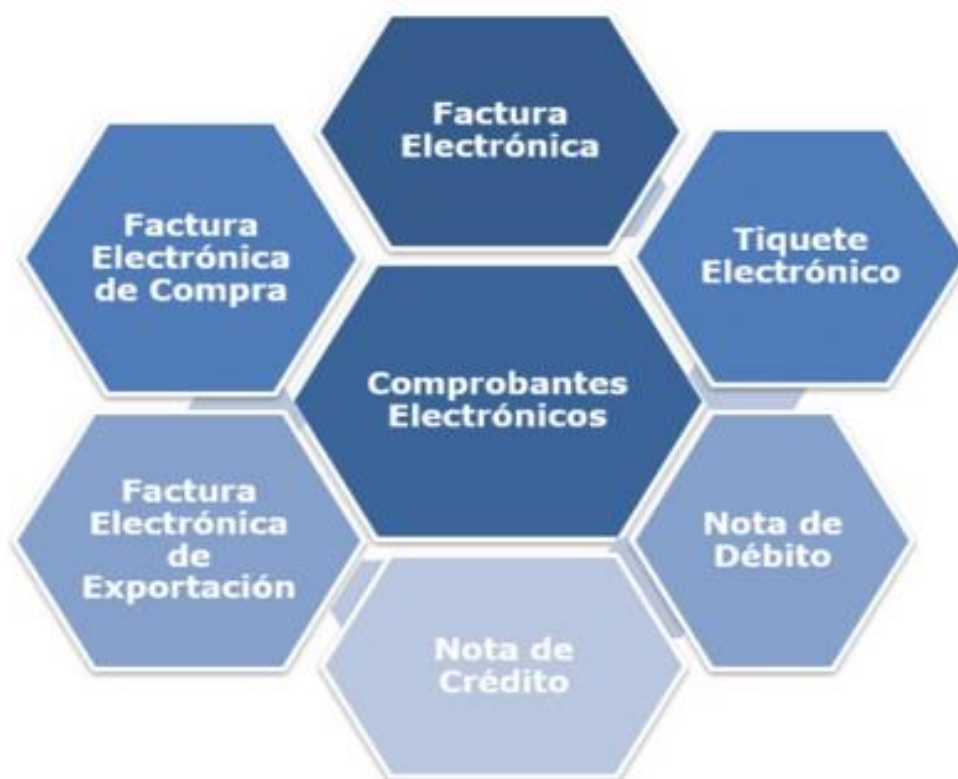 Factura
Electrónica
Tiquete
Electrónico
Nota de
Débito
Nota de
Crédito
Factura
Electrónica
de
Exportación
Factura
Electrónica
de Compra
Comprobantes
Electrónicos